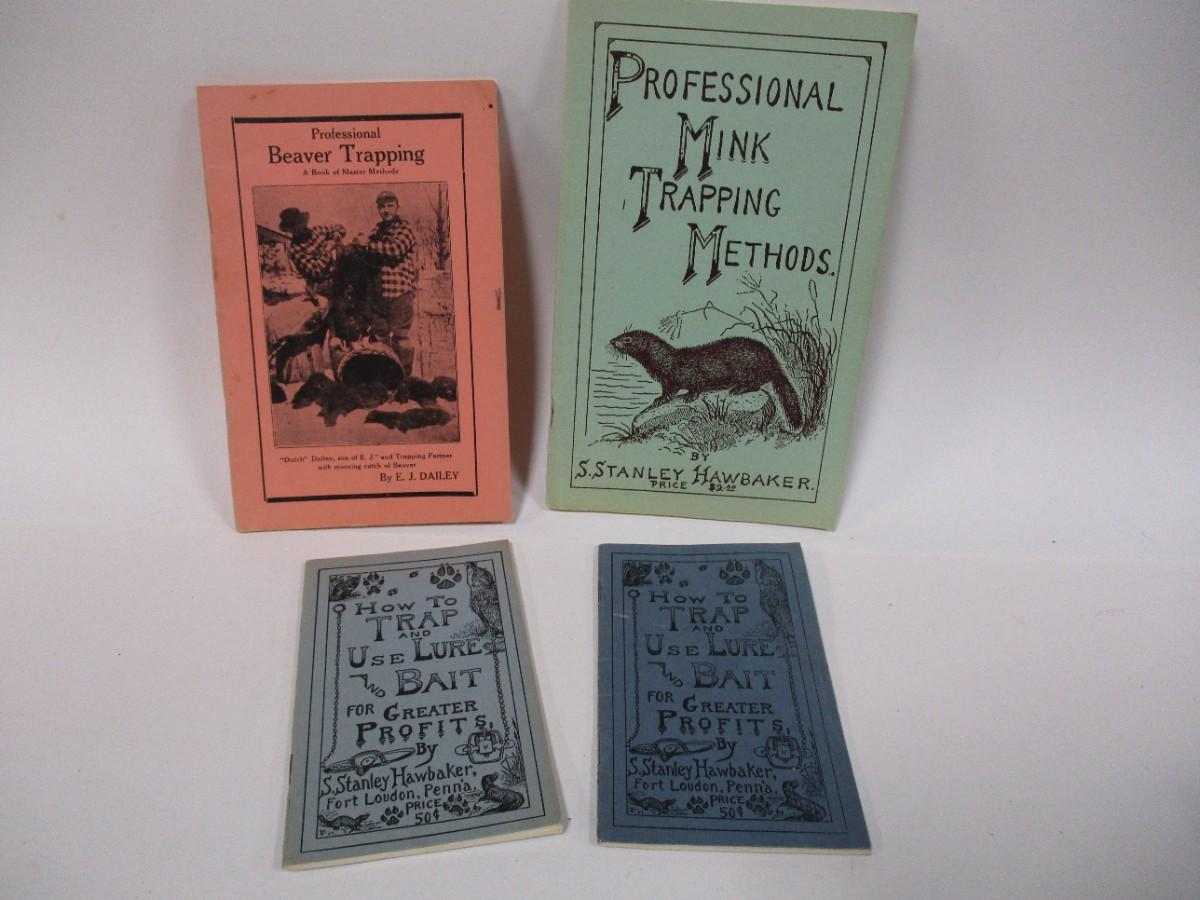 Professional
Beaver Trapping
A Book of Master Methods
"Dutch" Dailey, son of E. J." and Trapping Partner
with morning catch of Beaver
By E. J. DAILEY
PROFESSIONAL
MINK
TRAPPING
METHODS.
BY
S. STANLEY HAWBAKER.
PRICE $2.00
HOW TO
TRAP
AND
USE LURE
AND
BAIT
FOR GREATER
PROFITS,
By
S. Stanley Hawbaker,
FORT LOUDON, PENN'A.
PRICE
50¢
HOW TO
TRAP
AND
USE LURE
AND
BAIT
FOR GREATER
PROFITS,
By
S. Stanley Hawbaker,
FORT LOUDON, PENN'A.
PRICE
50¢